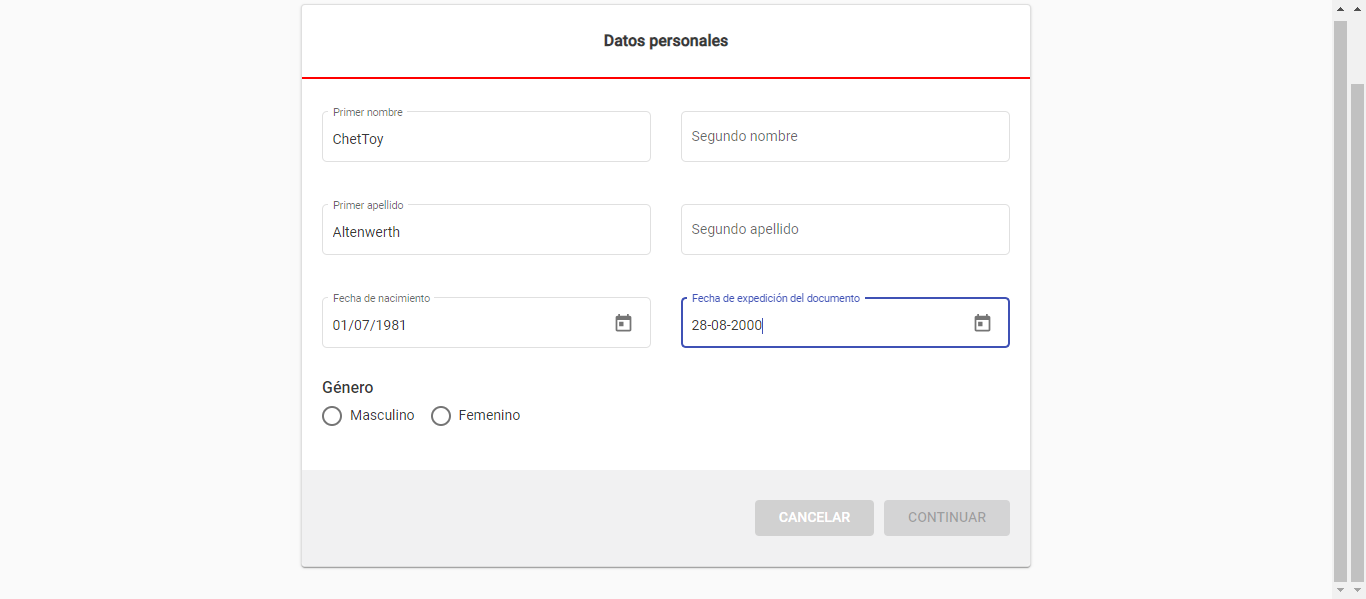 Datos personales
Primer nombre
ChetToy
Segundo nombre
Primer apellido
Altenwerth
Segundo apellido
Fecha de nacimiento
01/07/1981
Fecha de expedición del documento
28-08-2000
Género
Masculino Femenino
CANCELAR CONTINUAR